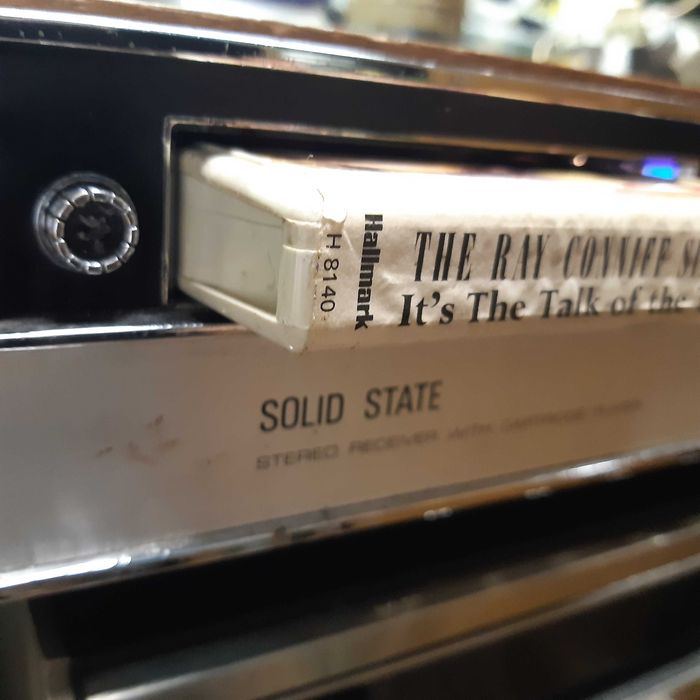 H 8140
Hallmark
THE RAY CONNIFF
It's The Talk of the
SOLID STATE
STEREO RECEIVER WITH CARTRIDGE PLAYER